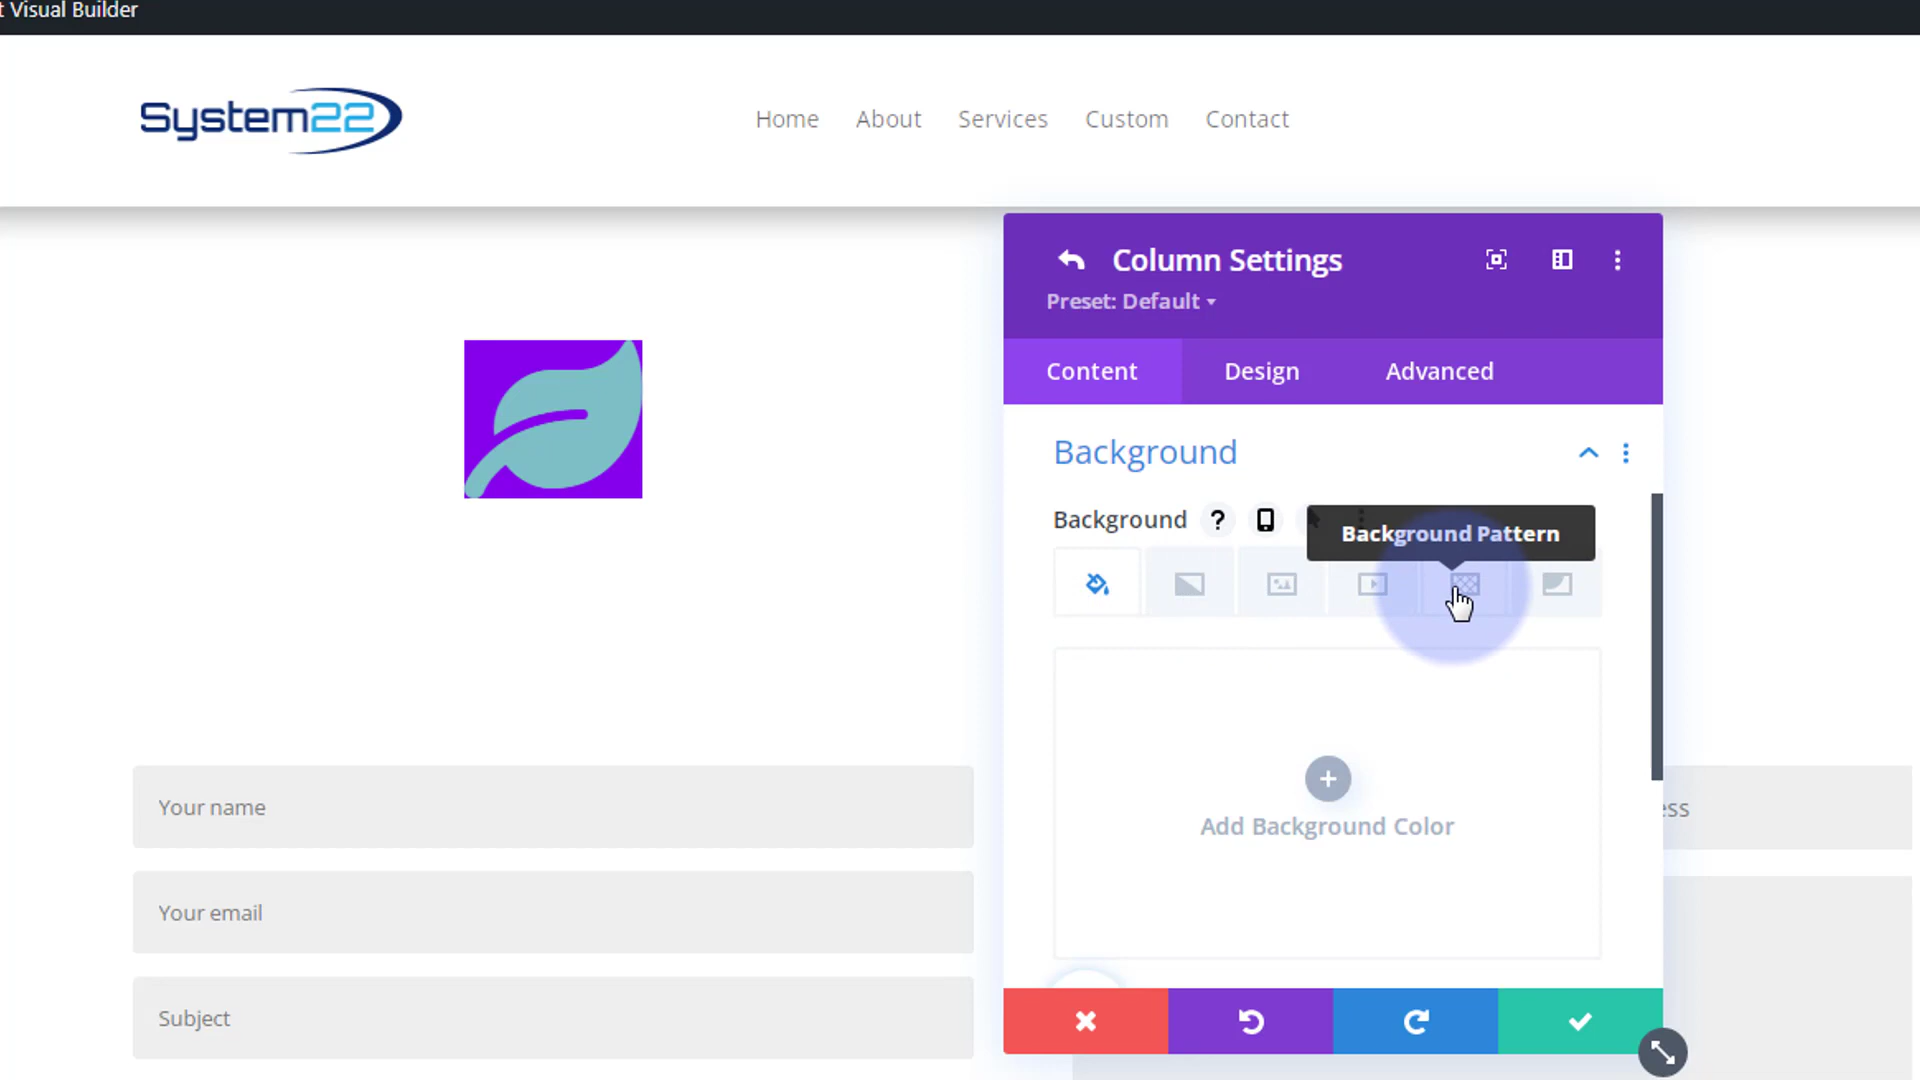 t Visual Builder
System22
Home About Services Custom Contact
Column Settings
Preset: Default
Content Design Advanced
Background
Background ?
Background Pattern
Add Background Color
Your name
ess
Your email
Subject